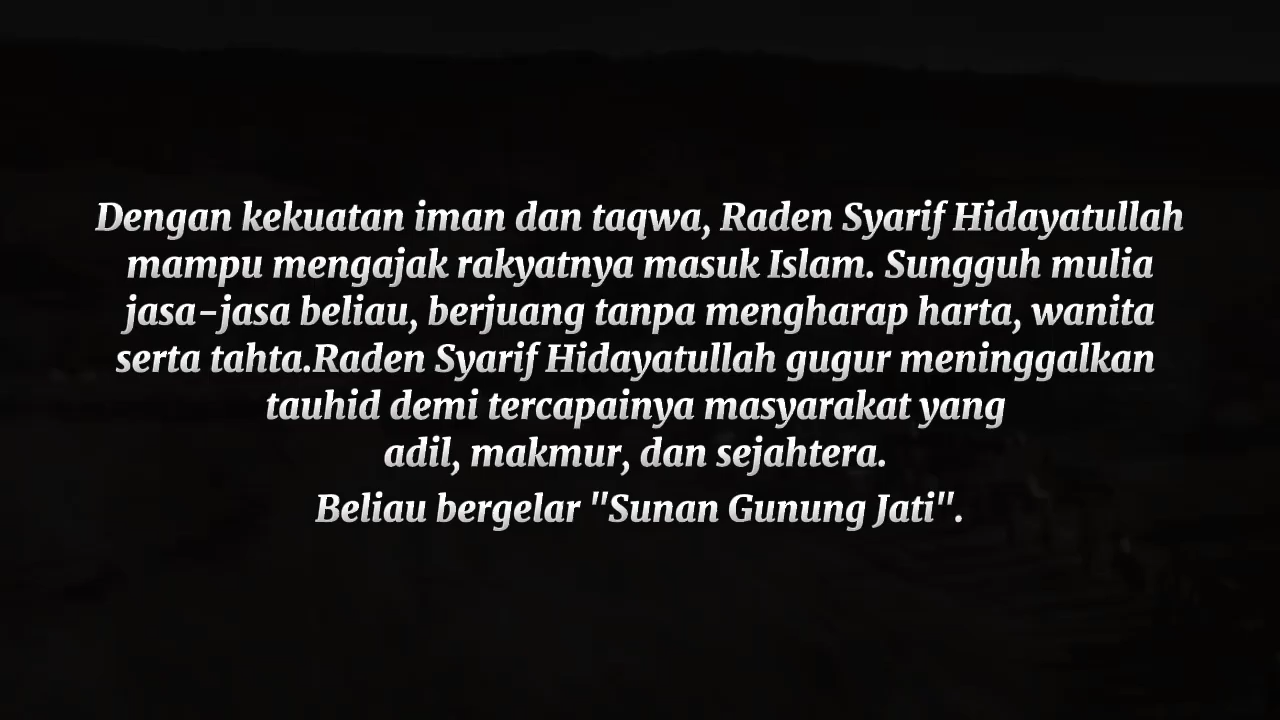 Dengan kekuatan iman dan taqwa, Raden Syarif Hidayatullah
mampu mengajak rakyatnya masuk Islam. Sungguh mulia
jasa-jasa beliau, berjuang tanpa mengharap harta, wanita
serta tahta.Raden Syarif Hidayatullah gugur meninggalkan
tauhid demi tercapainya masyarakat yang
adil, makmur, dan sejahtera.
Beliau bergelar "Sunan Gunung Jati".